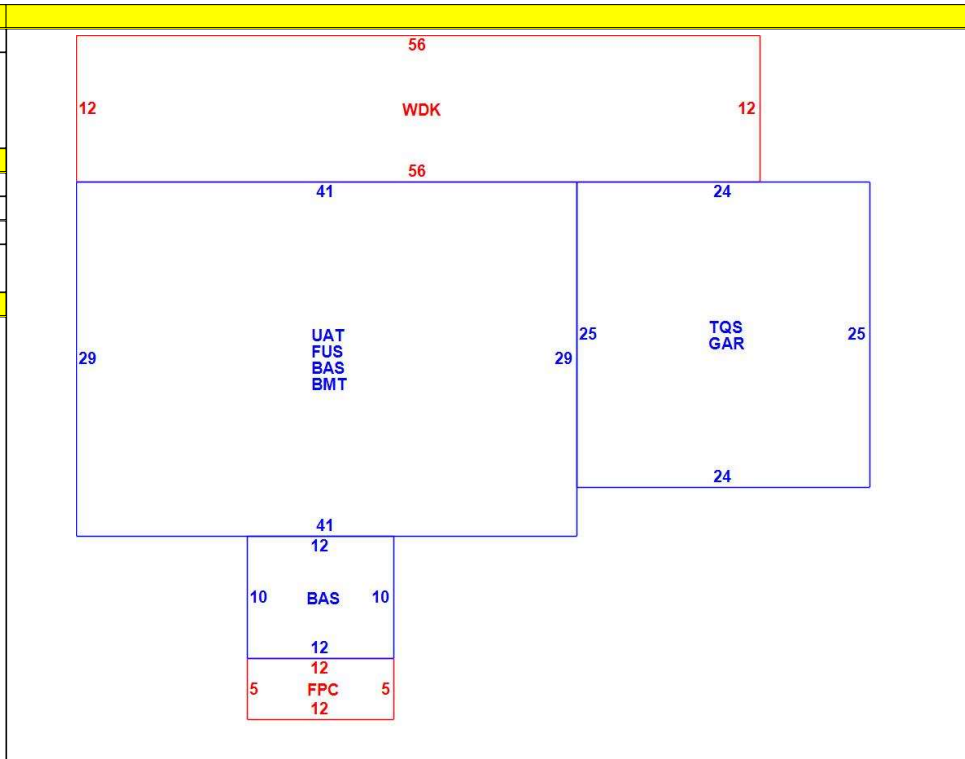 56
12 WDK 12
56
41 24
UAT
FUS
BAS
BMT
29 29
25 TQS 25
GAR
24
41
12
10 BAS 10
12
12
5 FPC 5
12